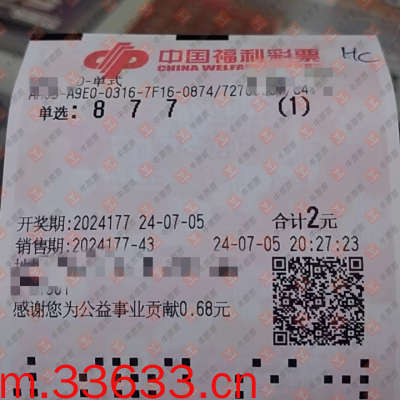 中国福利彩票 HC
CHINA WELFA
D-单式
A9E0-0316-7F16-0874/7270
单选: 8 7 7 (1)
开奖期:2024177 24-07-05 合计2元
销售期:2024177-43 24-07-05 20:27:23
感谢您为公益事业贡献0.68元
m.33633.cn